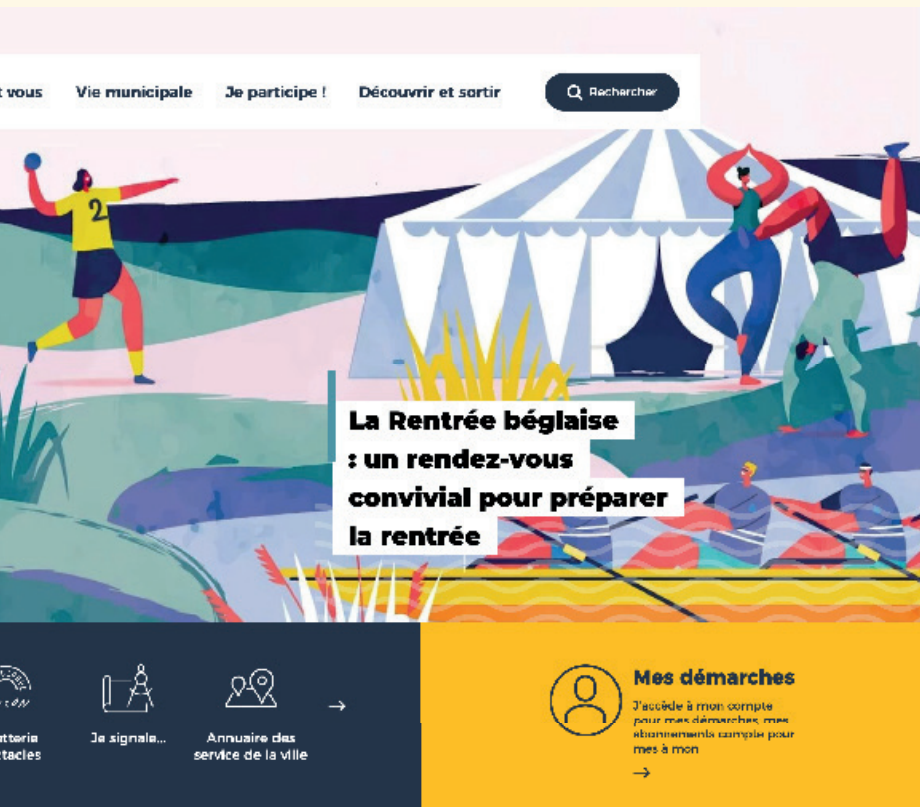 t vous
Vie municipale
Je participe !
Découvrir et sortir
Rechercher
2
La Rentrée béglaise
: un rendez-vous
convivial pour préparer
la rentrée
etterie
ctacles
Je signale...
Annuaire des
service de la ville
Mes démarches
J'accède à mon compte
pour mes démarches, mes
abonnements compte pour
mes à mon